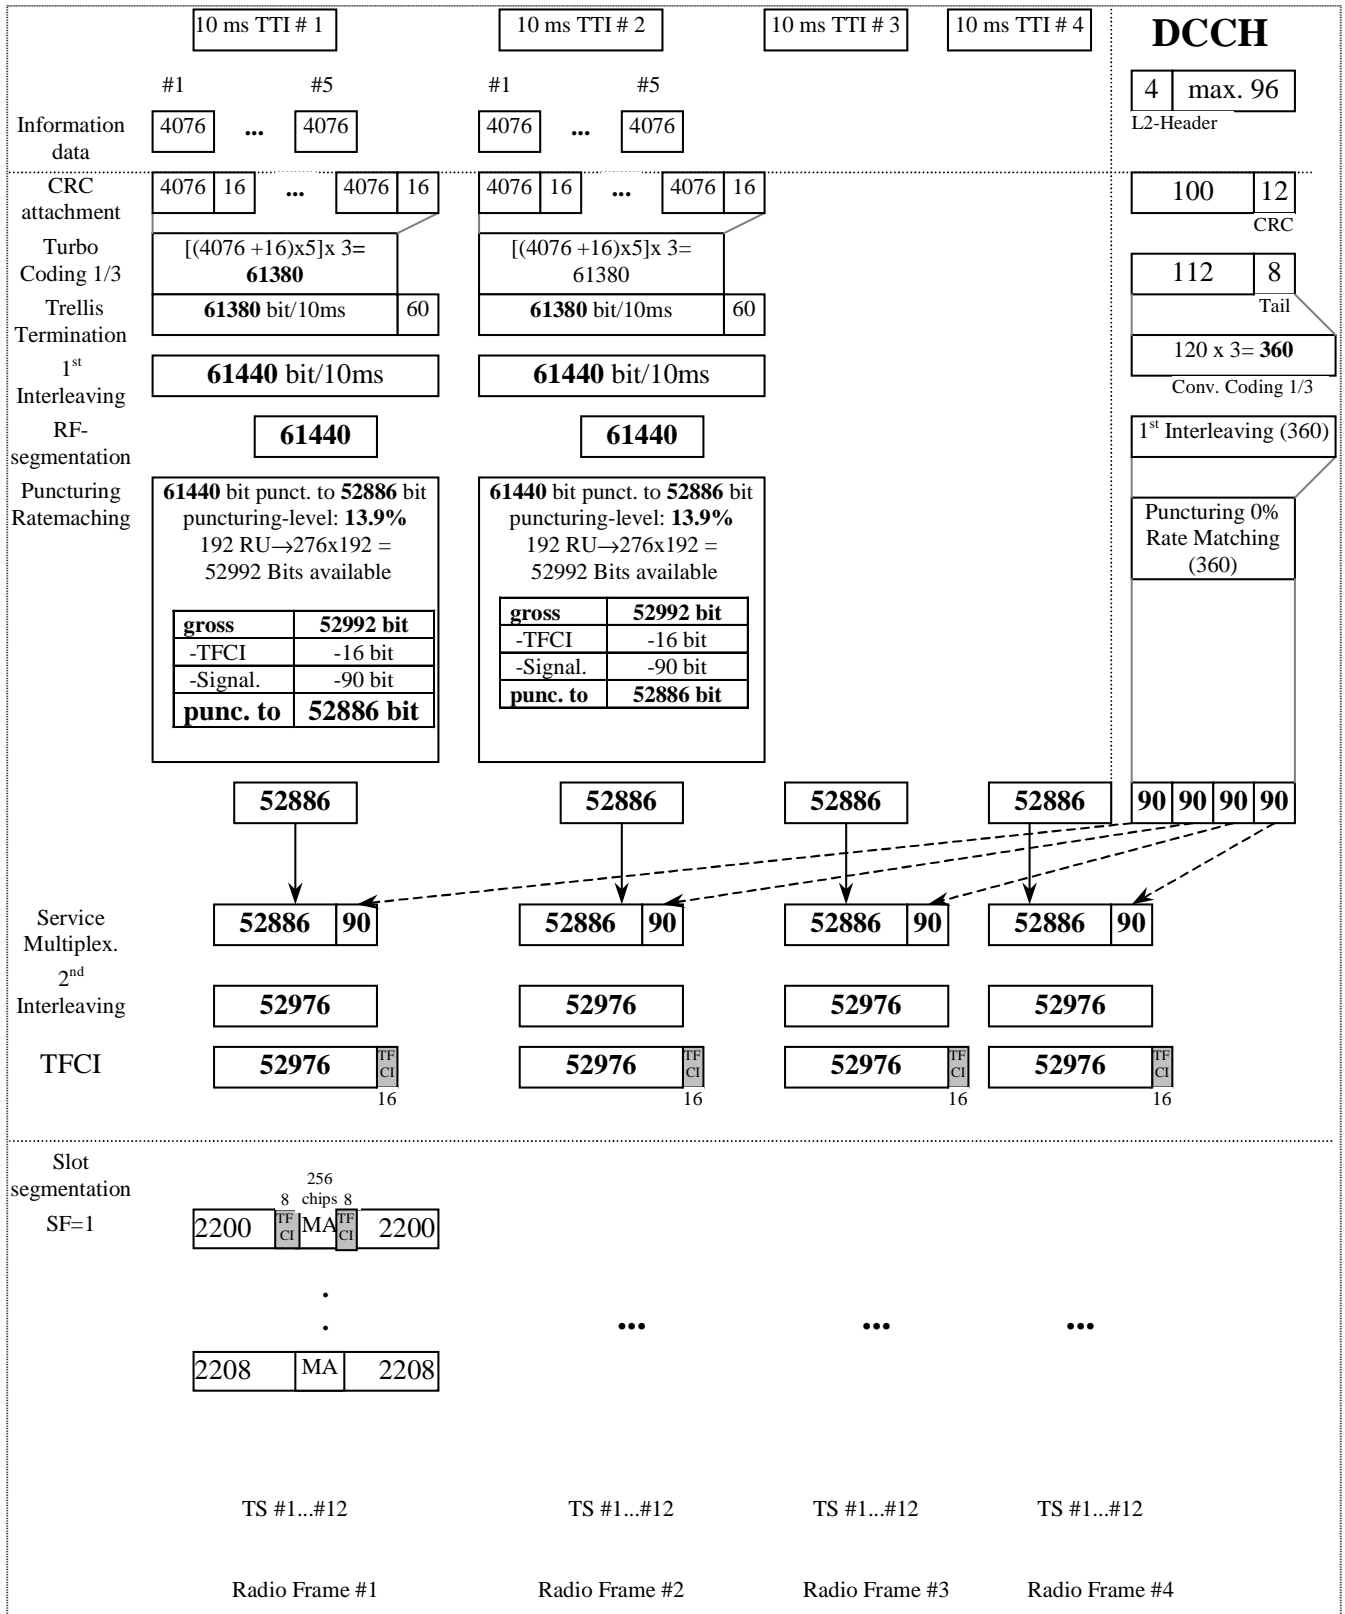 10 ms TTI # 1 10 ms TTI # 2 10 ms TTI # 3 10 ms TTI # 4 DCCH
#1 #5 #1 #5
4 max. 96
L2-Header
Information
data
4076 ... 4076 4076 ... 4076
CRC
attachment
4076 16 ... 4076 16 4076 16 ... 4076 16
100 12
CRC
Turbo
Coding 1/3
[(4076 +16)x5]x 3=
61380
[(4076 +16)x5]x 3=
61380
112 8
Tail
Trellis
Termination
61380 bit/10ms 60 61380 bit/10ms 60
120 x 3= 360
Conv. Coding 1/3
1st
Interleaving
61440 bit/10ms 61440 bit/10ms
RF-
segmentation
61440 61440
1st Interleaving (360)
Puncturing
Ratemaching
61440 bit punct. to 52886 bit
puncturing-level: 13.9%
192 RU→276x192 =
52992 Bits available
gross 52992 bit
-TFCI -16 bit
-Signal. -90 bit
punc. to 52886 bit
61440 bit punct. to 52886 bit
puncturing-level: 13.9%
192 RU→276x192 =
52992 Bits available
gross 52992 bit
-TFCI -16 bit
-Signal. -90 bit
punc. to 52886 bit
Puncturing 0%
Rate Matching
(360)
52886 52886 52886 52886 90 90 90 90
Service
Multiplex.
52886 90 52886 90 52886 90 52886 90
2nd
Interleaving
52976 52976 52976 52976
TFCI
52976 TF CI 52976 TF CI 52976 TF CI 52976 TF CI
16 16 16 16
Slot
segmentation
SF=1
256
8 chips 8
2200 TF CI MA TF CI 2200
.
. ... ... ...
2208 MA 2208
TS #1...#12 TS #1...#12 TS #1...#12 TS #1...#12
Radio Frame #1 Radio Frame #2 Radio Frame #3 Radio Frame #4